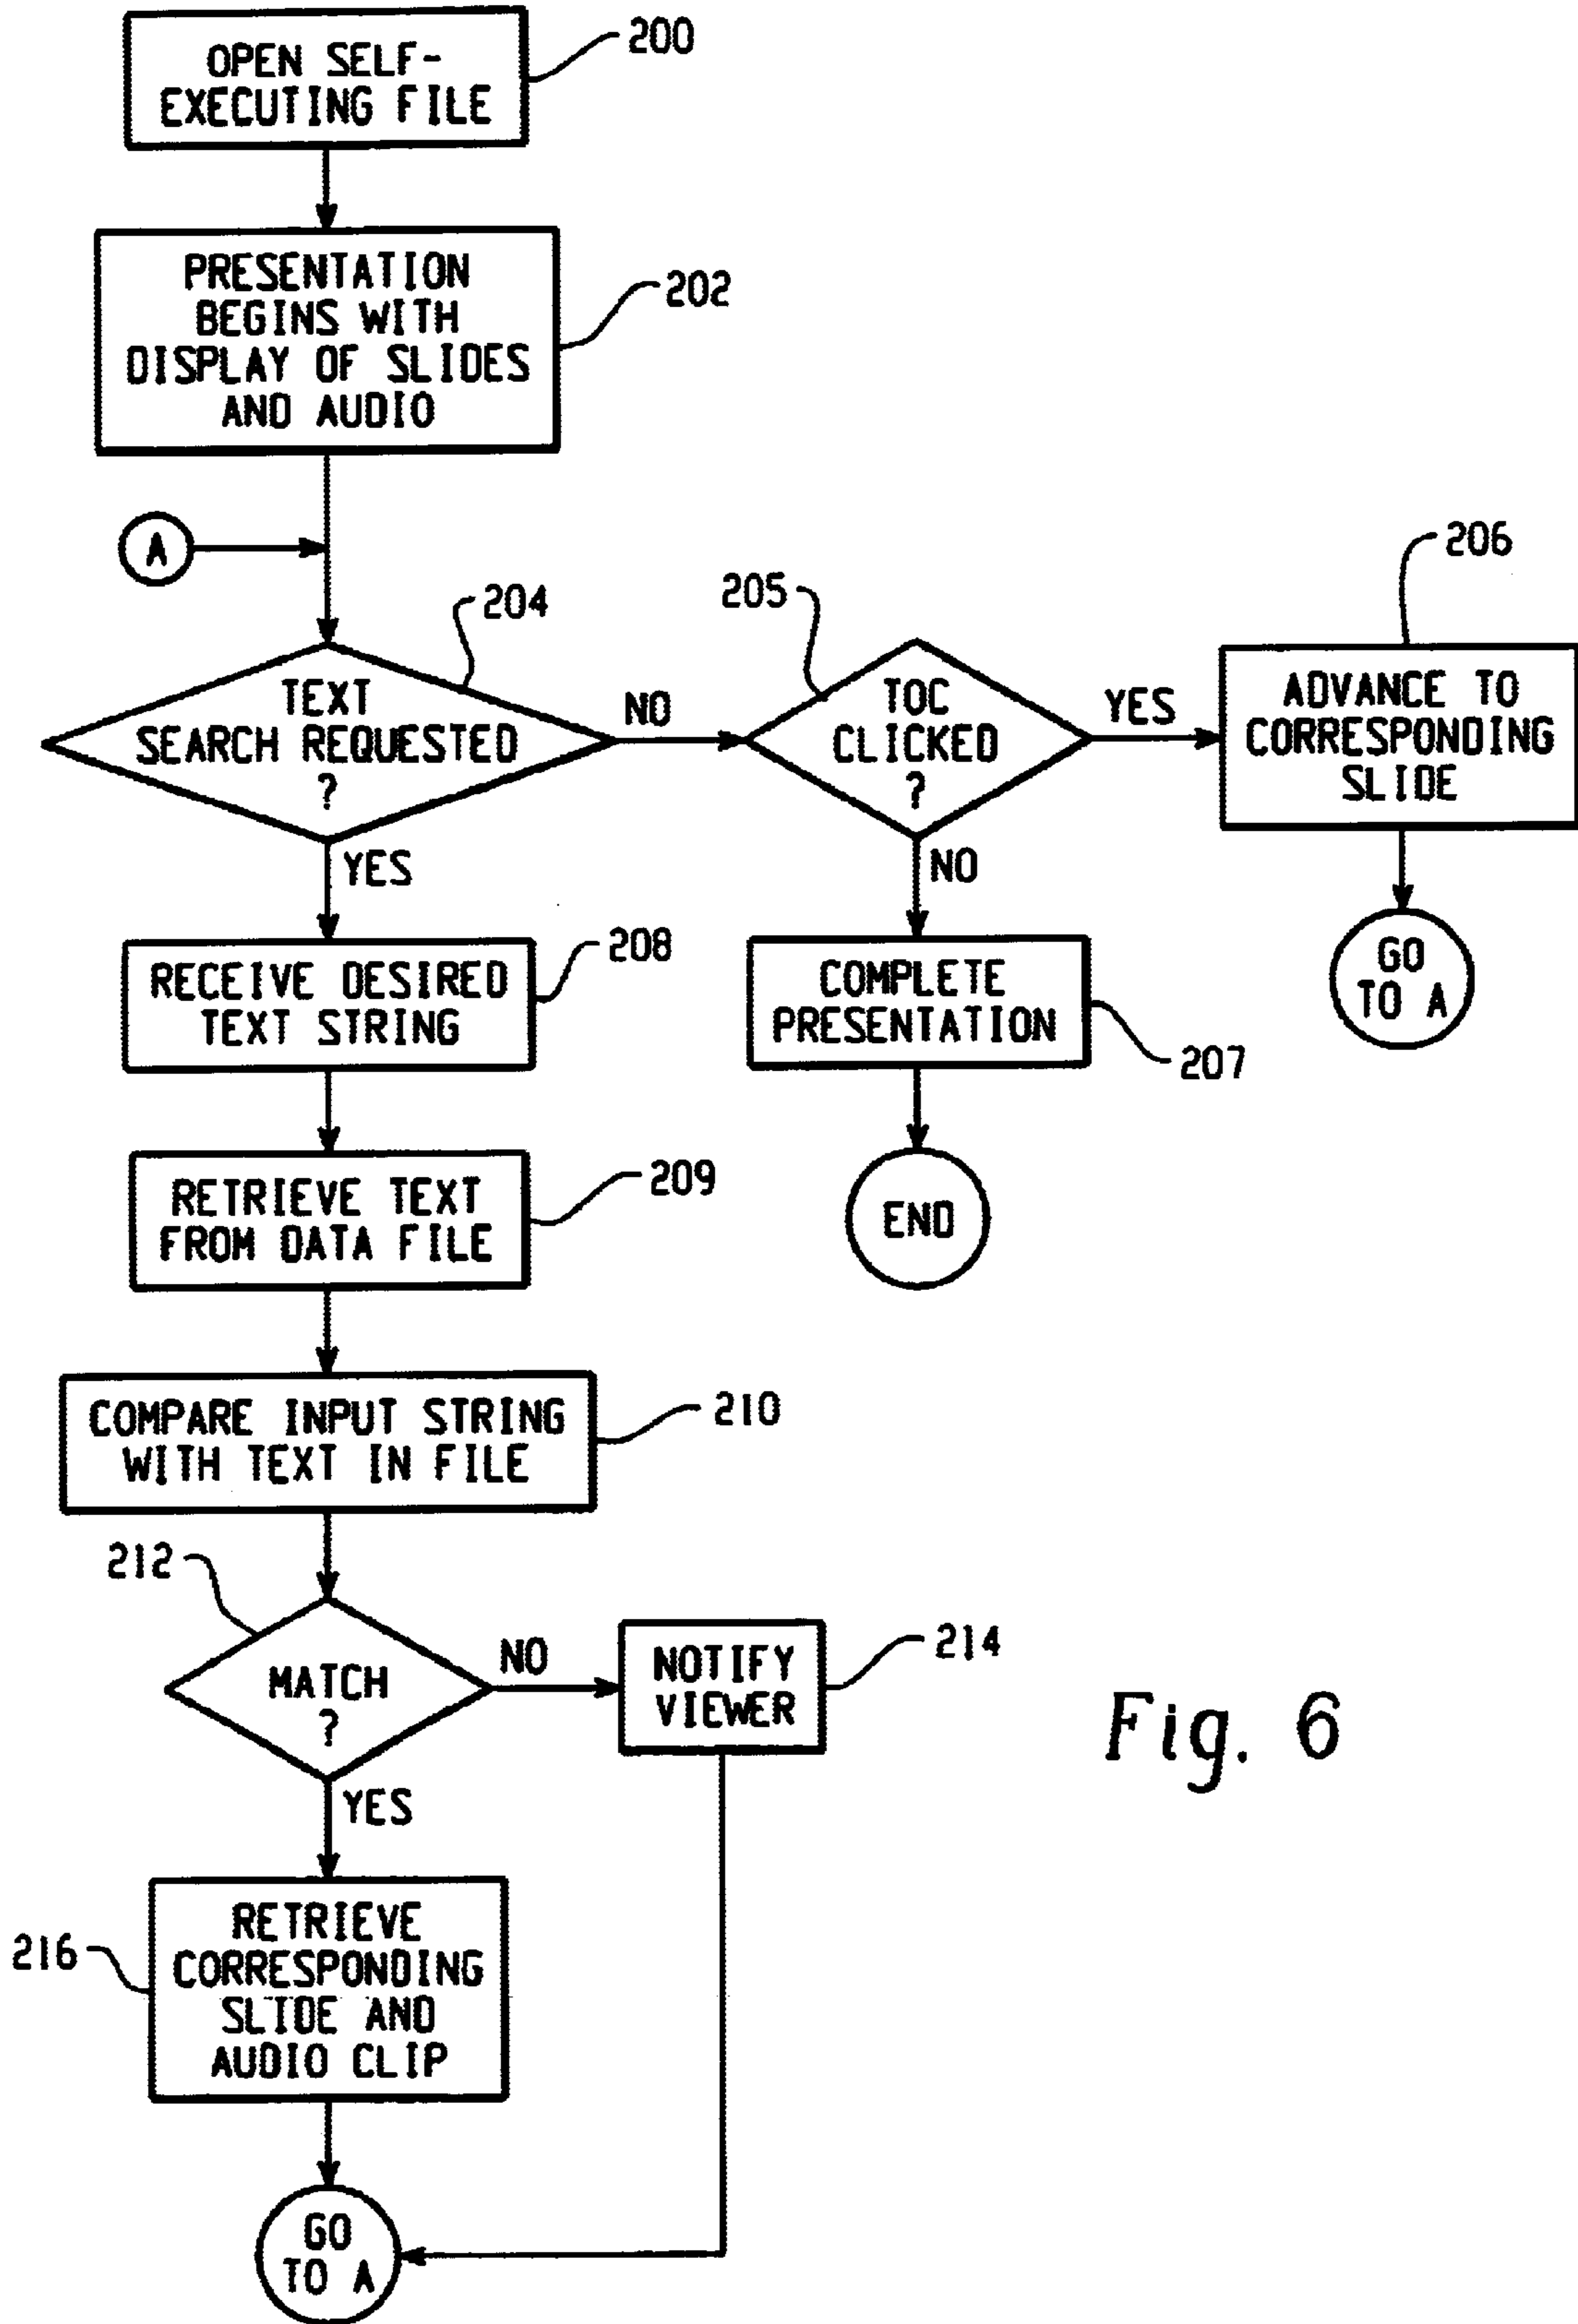 OPEN SELF-
EXECUTING FILE
200
PRESENTATION
BEGINS WITH
DISPLAY OF SLIDES
AND AUDIO
202
A
204
TEXT
SEARCH REQUESTED
?
NO
205
TOC
CLICKED
?
YES
206
ADVANCE TO
CORRESPONDING
SLIDE
GO
TO A
NO
COMPLETE
PRESENTATION
207
END
YES
RECEIVE DESIRED
TEXT STRING
208
RETRIEVE TEXT
FROM DATA FILE
209
COMPARE INPUT STRING
WITH TEXT IN FILE
210
212
MATCH
?
NO
NOTIFY
VIEWER
214
YES
216
RETRIEVE
CORRESPONDING
SLIDE AND
AUDIO CLIP
GO
TO A
Fig. 6